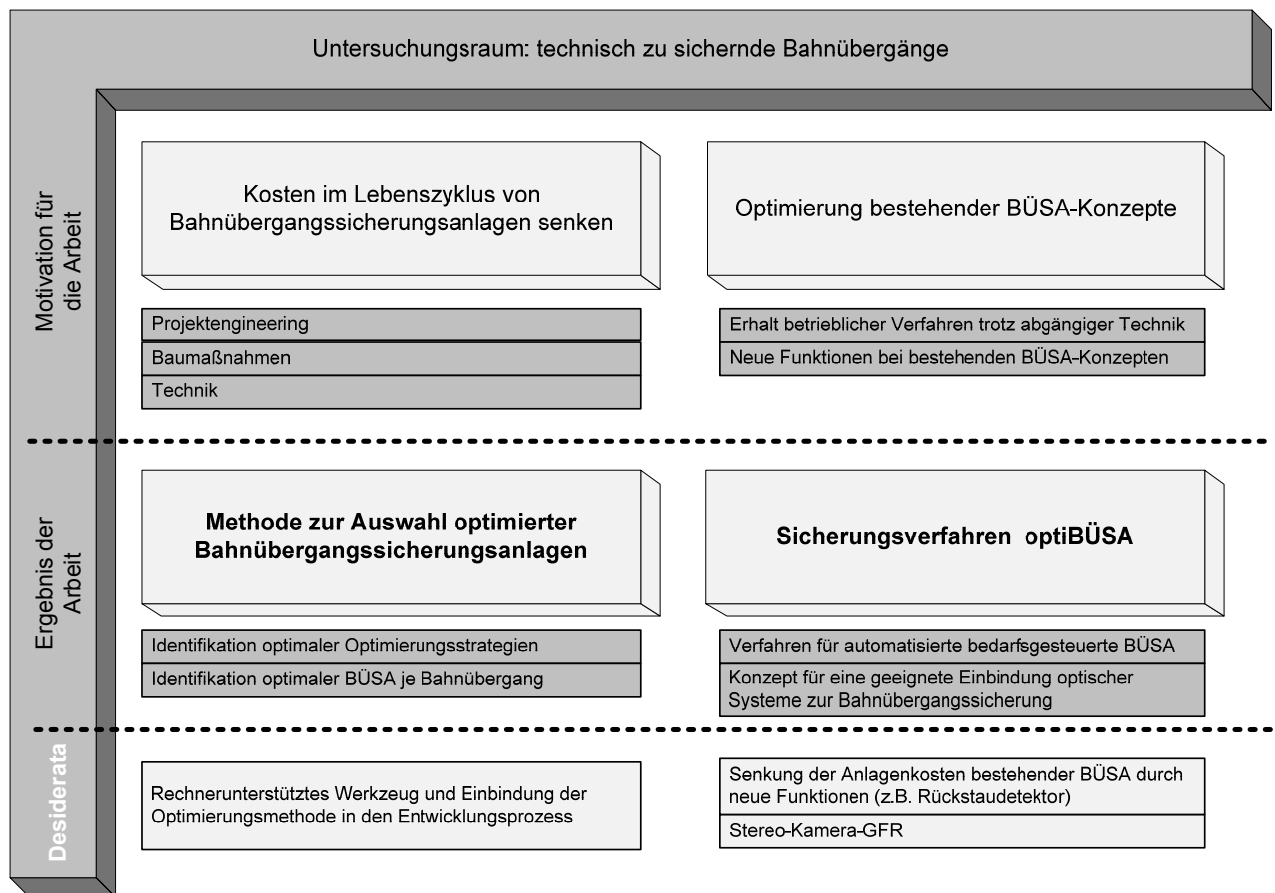 Untersuchungsraum: technisch zu sichernde Bahnübergänge
Motivation für
die Arbeit
Kosten im Lebenszyklus von
Bahnübergangssicherungsanlagen senken
Projektengineering
Baumaßnahmen
Technik
Optimierung bestehender BÜSA-Konzepte
Erhalt betrieblicher Verfahren trotz abgängiger Technik
Neue Funktionen bei bestehenden BÜSA-Konzepten
Ergebnis der
Arbeit
Methode zur Auswahl optimierter
Bahnübergangssicherungsanlagen
Identifikation optimaler Optimierungsstrategien
Identifikation optimaler BÜSA je Bahnübergang
Sicherungsverfahren optiBÜSA
Verfahren für automatisierte bedarfsgesteuerte BÜSA
Konzept für eine geeignete Einbindung optischer
Systeme zur Bahnübergangssicherung
Desiderata
Rechnerunterstütztes Werkzeug und Einbindung der
Optimierungsmethode in den Entwicklungsprozess
Senkung der Anlagenkosten bestehender BÜSA durch
neue Funktionen (z.B. Rückstaudetektor)
Stereo-Kamera-GFR